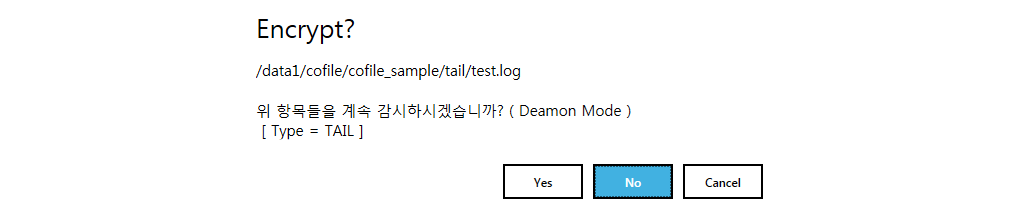 Encrypt?
/data1/cofile/cofile_sample/tail/test.log
위 항목들을 계속 감시하시겠습니까? ( Deamon Mode )
[ Type = TAIL ]
Yes No Cancel